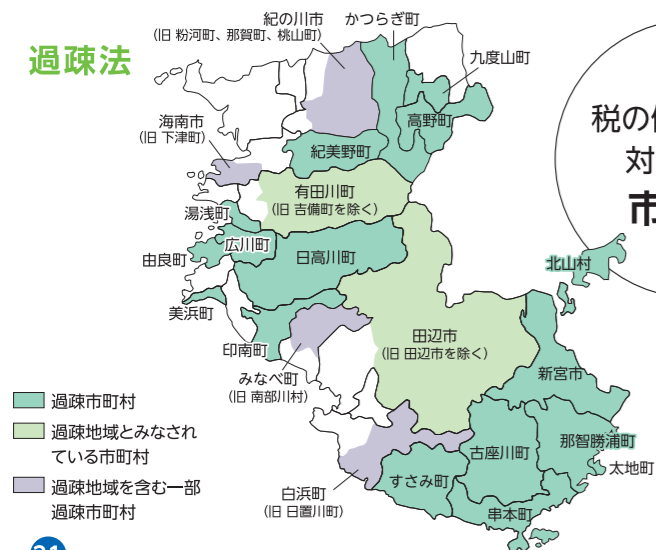 過疎法
紀の川市
(旧 粉河町、那賀町、桃山町)
かつらぎ町
九度山町
高野町
海南市
(旧 下津町)
紀美野町
有田川町
(旧 吉備町を除く)
湯浅町
広川町
由良町
日高川町
美浜町
印南町
みなべ町
(旧 南部川村)
田辺市
(旧 田辺市を除く)
北山村
新宮市
那智勝浦町
太地町
古座川町
すさみ町
串本町
白浜町
(旧 日置川町)
過疎市町村
過疎地域とみなされ
ている市町村
過疎地域を含む一部
過疎市町村
税の
対
市